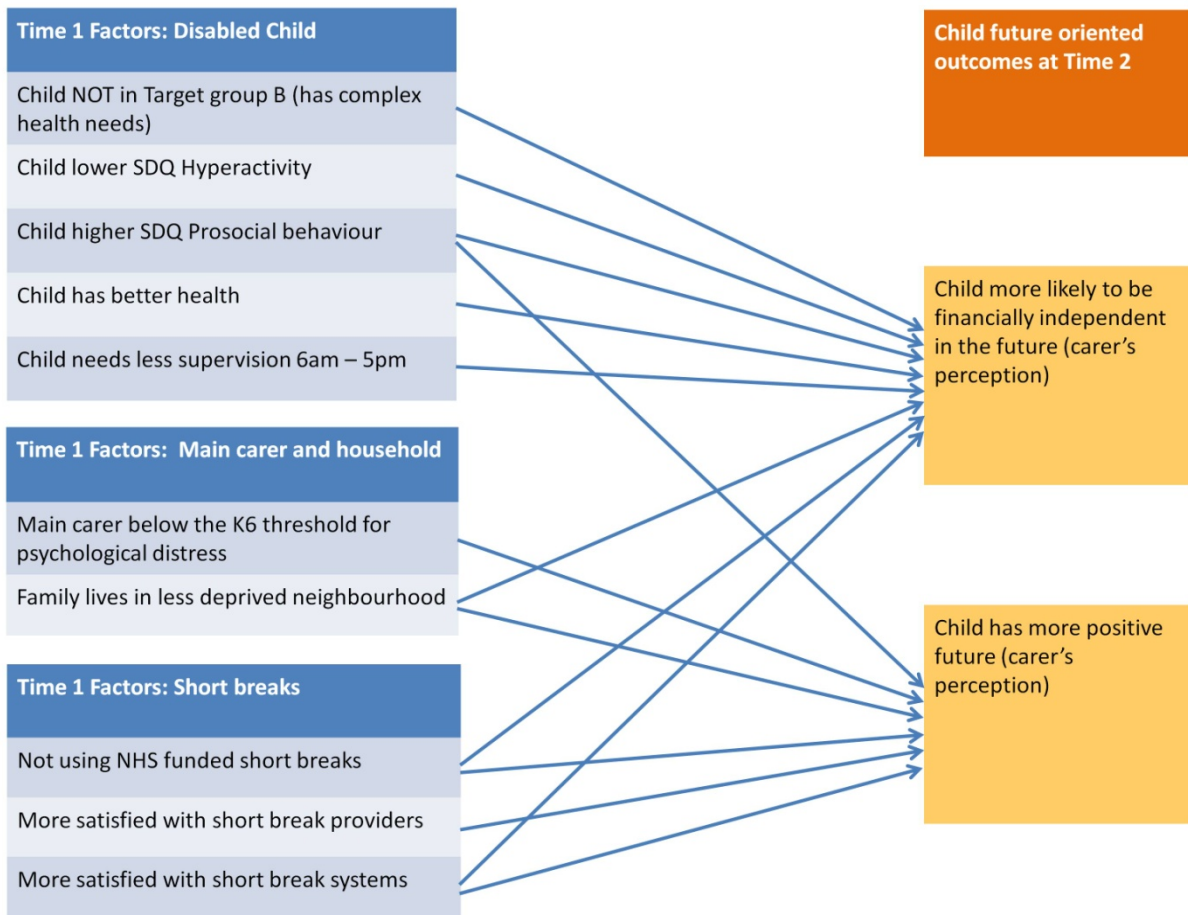 Time 1 Factors: Disabled Child
Child NOT in Target group B (has complex
health needs)
Child lower SDQ Hyperactivity
Child higher SDQ Prosocial behaviour
Child has better health
Child needs less supervision 6am – 5pm
Time 1 Factors:  Main carer and household
Main carer below the K6 threshold for
psychological distress
Family lives in less deprived neighbourhood
Time 1 Factors: Short breaks
Not using NHS funded short breaks
More satisfied with short break providers
More satisfied with short break systems
Child future oriented
outcomes at Time 2
Child more likely to be
financially independent
in the future (carer’s
perception)
Child has more positive
future (carer’s
perception)